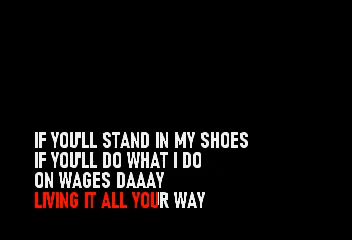 IF YOU'LL STAND IN MY SHOES
IF YOU'LL DO WHAT I DO
ON WAGES DAAAY
LIVING IT ALL YOUR WAY